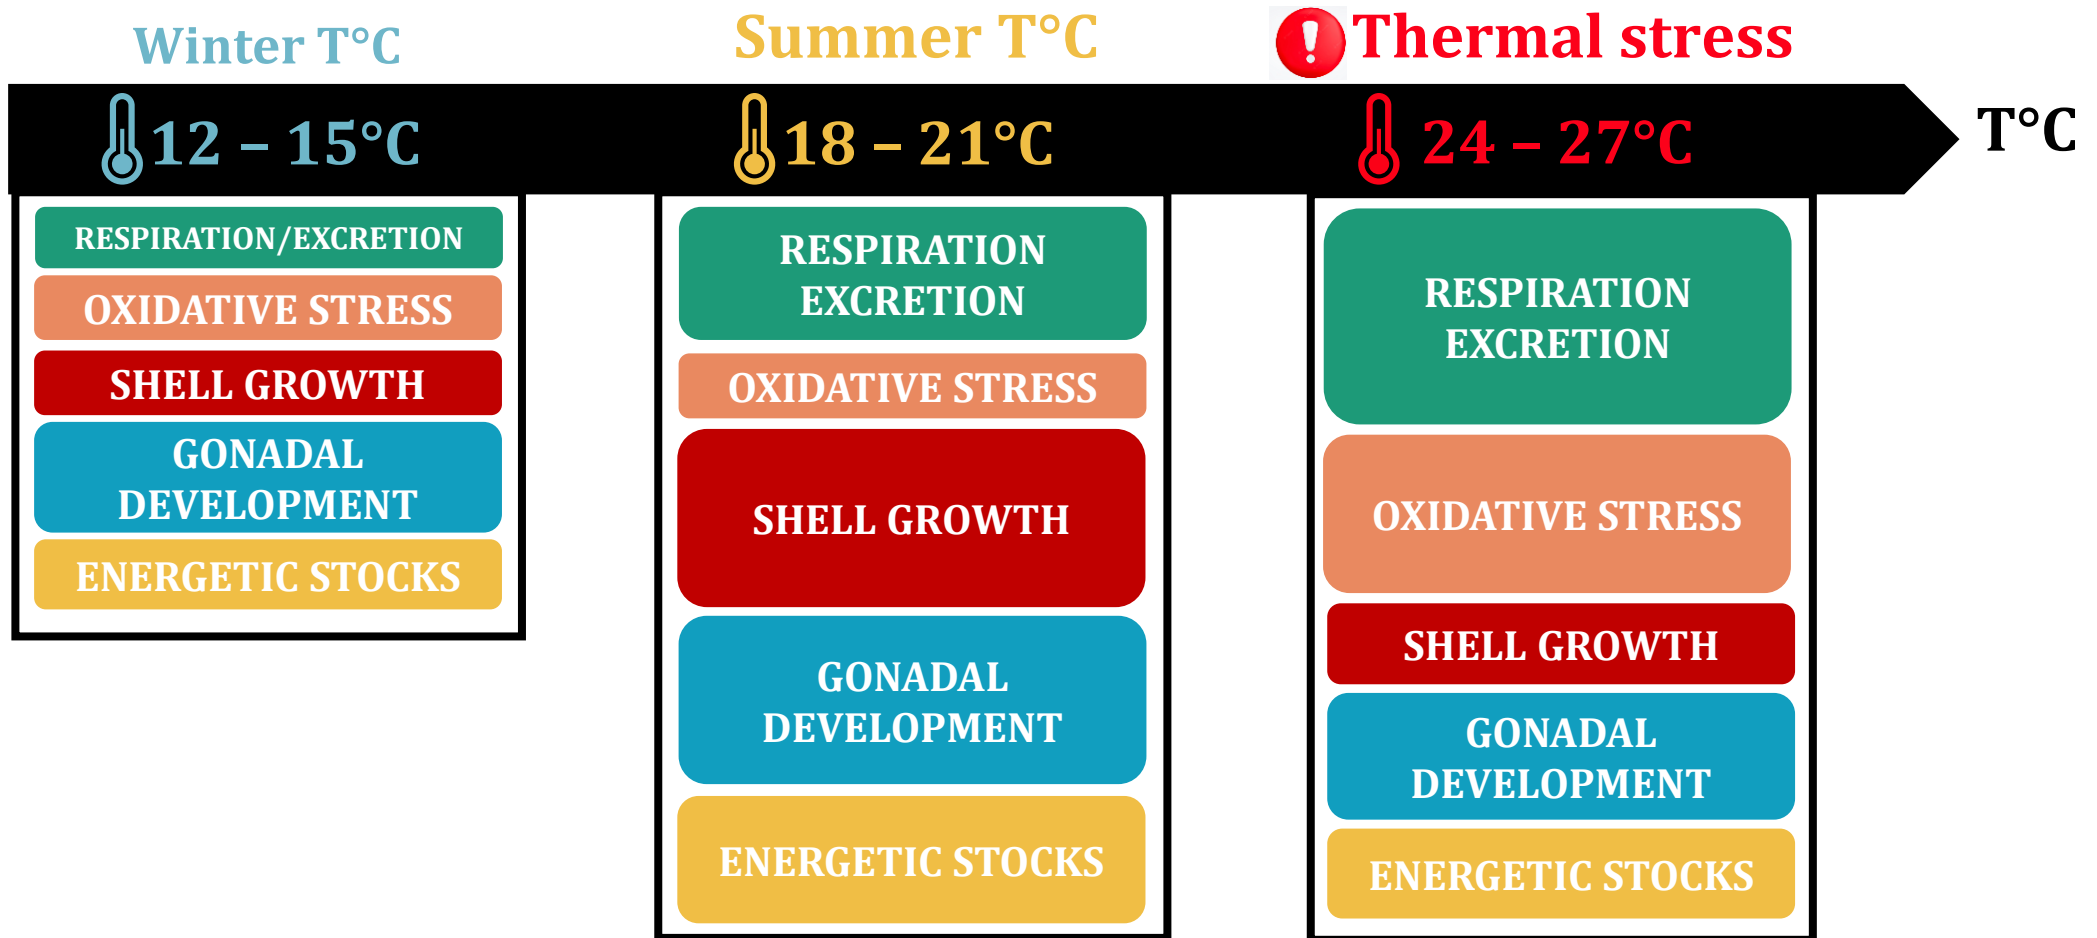 Winter T°C
Summer T°C
Thermal stress
12 – 15°C
18 – 21°C
24 – 27°C
T°C
RESPIRATION/EXCRETION
OXIDATIVE STRESS
SHELL GROWTH
GONADAL
DEVELOPMENT
ENERGETIC STOCKS
RESPIRATION
EXCRETION
OXIDATIVE STRESS
SHELL GROWTH
GONADAL
DEVELOPMENT
ENERGETIC STOCKS
RESPIRATION
EXCRETION
OXIDATIVE STRESS
SHELL GROWTH
GONADAL
DEVELOPMENT
ENERGETIC STOCKS